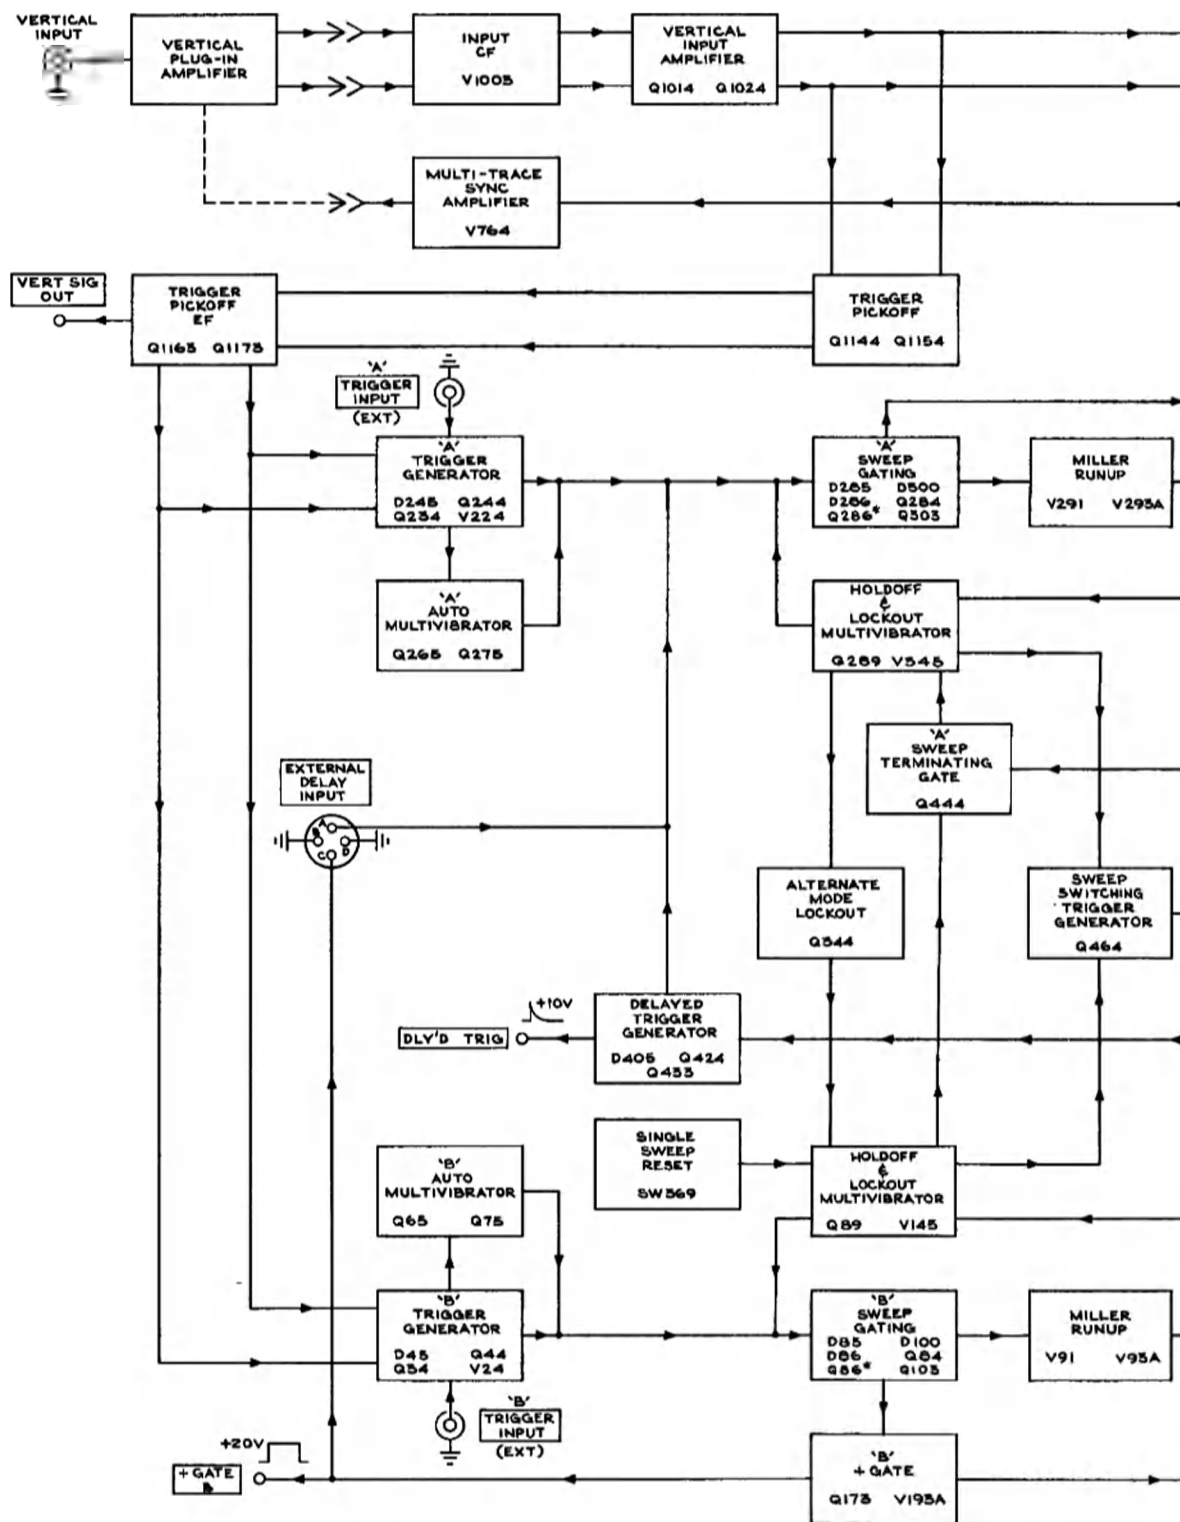 VERTICAL
INPUT
VERTICAL
PLUG-IN
AMPLIFIER
INPUT
CF
V1003
VERTICAL
INPUT
AMPLIFIER
Q1014 Q1024
MULTI-TRACE
SYNC
AMPLIFIER
V764
VERT SIG
OUT
TRIGGER
PICKOFF
EF
Q1163 Q1173
TRIGGER
PICKOFF
Q1144 Q1154
'A'
TRIGGER
INPUT
(EXT)
'A'
TRIGGER
GENERATOR
D245 Q244
Q234 V224
'A'
SWEEP
GATING
D285 D300
D286 Q284
Q286* Q303
MILLER
RUNUP
V291 V293A
'A'
AUTO
MULTIVIBRATOR
Q265 Q275
HOLDOFF
&
LOCKOUT
MULTIVIBRATOR
Q289 V345
'A'
SWEEP
TERMINATING
GATE
Q444
EXTERNAL
DELAY
INPUT
A
B
C
D
ALTERNATE
MODE
LOCKOUT
Q344
SWEEP
SWITCHING
TRIGGER
GENERATOR
Q464
+10V
DLY'D TRIG
DELAYED
TRIGGER
GENERATOR
D405 Q424
Q433
SINGLE
SWEEP
RESET
SW369
HOLDOFF
&
LOCKOUT
MULTIVIBRATOR
Q89 V145
'B'
AUTO
MULTIVIBRATOR
Q65 Q75
'B'
TRIGGER
GENERATOR
D45 Q44
Q34 V24
'B'
SWEEP
GATING
D85 D100
D86 Q84
Q86* Q103
MILLER
RUNUP
V91 V93A
'B'
TRIGGER
INPUT
(EXT)
+20V
+ GATE
B
'B'
+ GATE
Q173 V193A